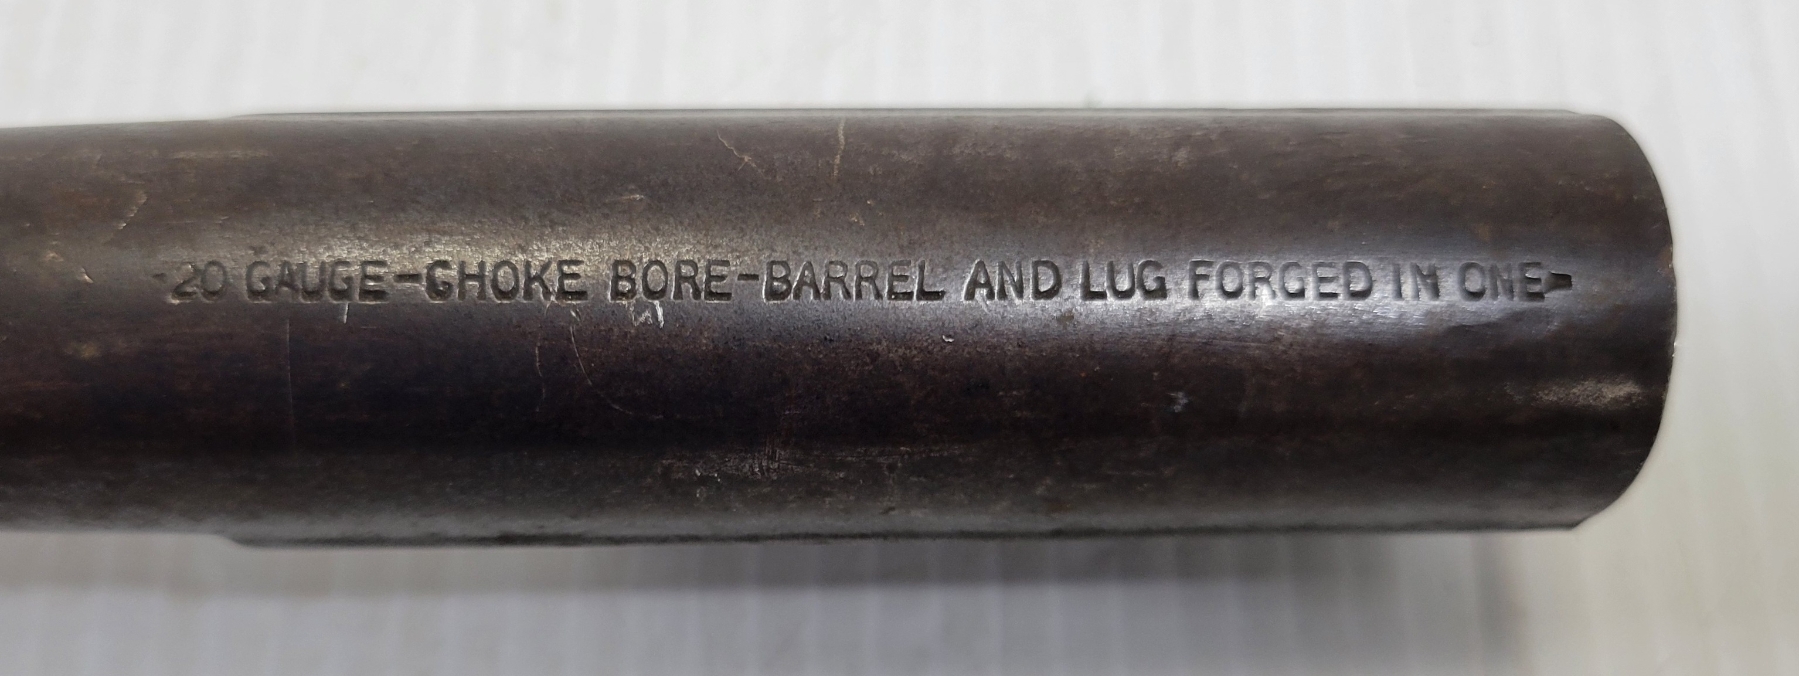 -20 GAUGE-CHOKE BORE-BARREL AND LUG FORGED IN ONE-